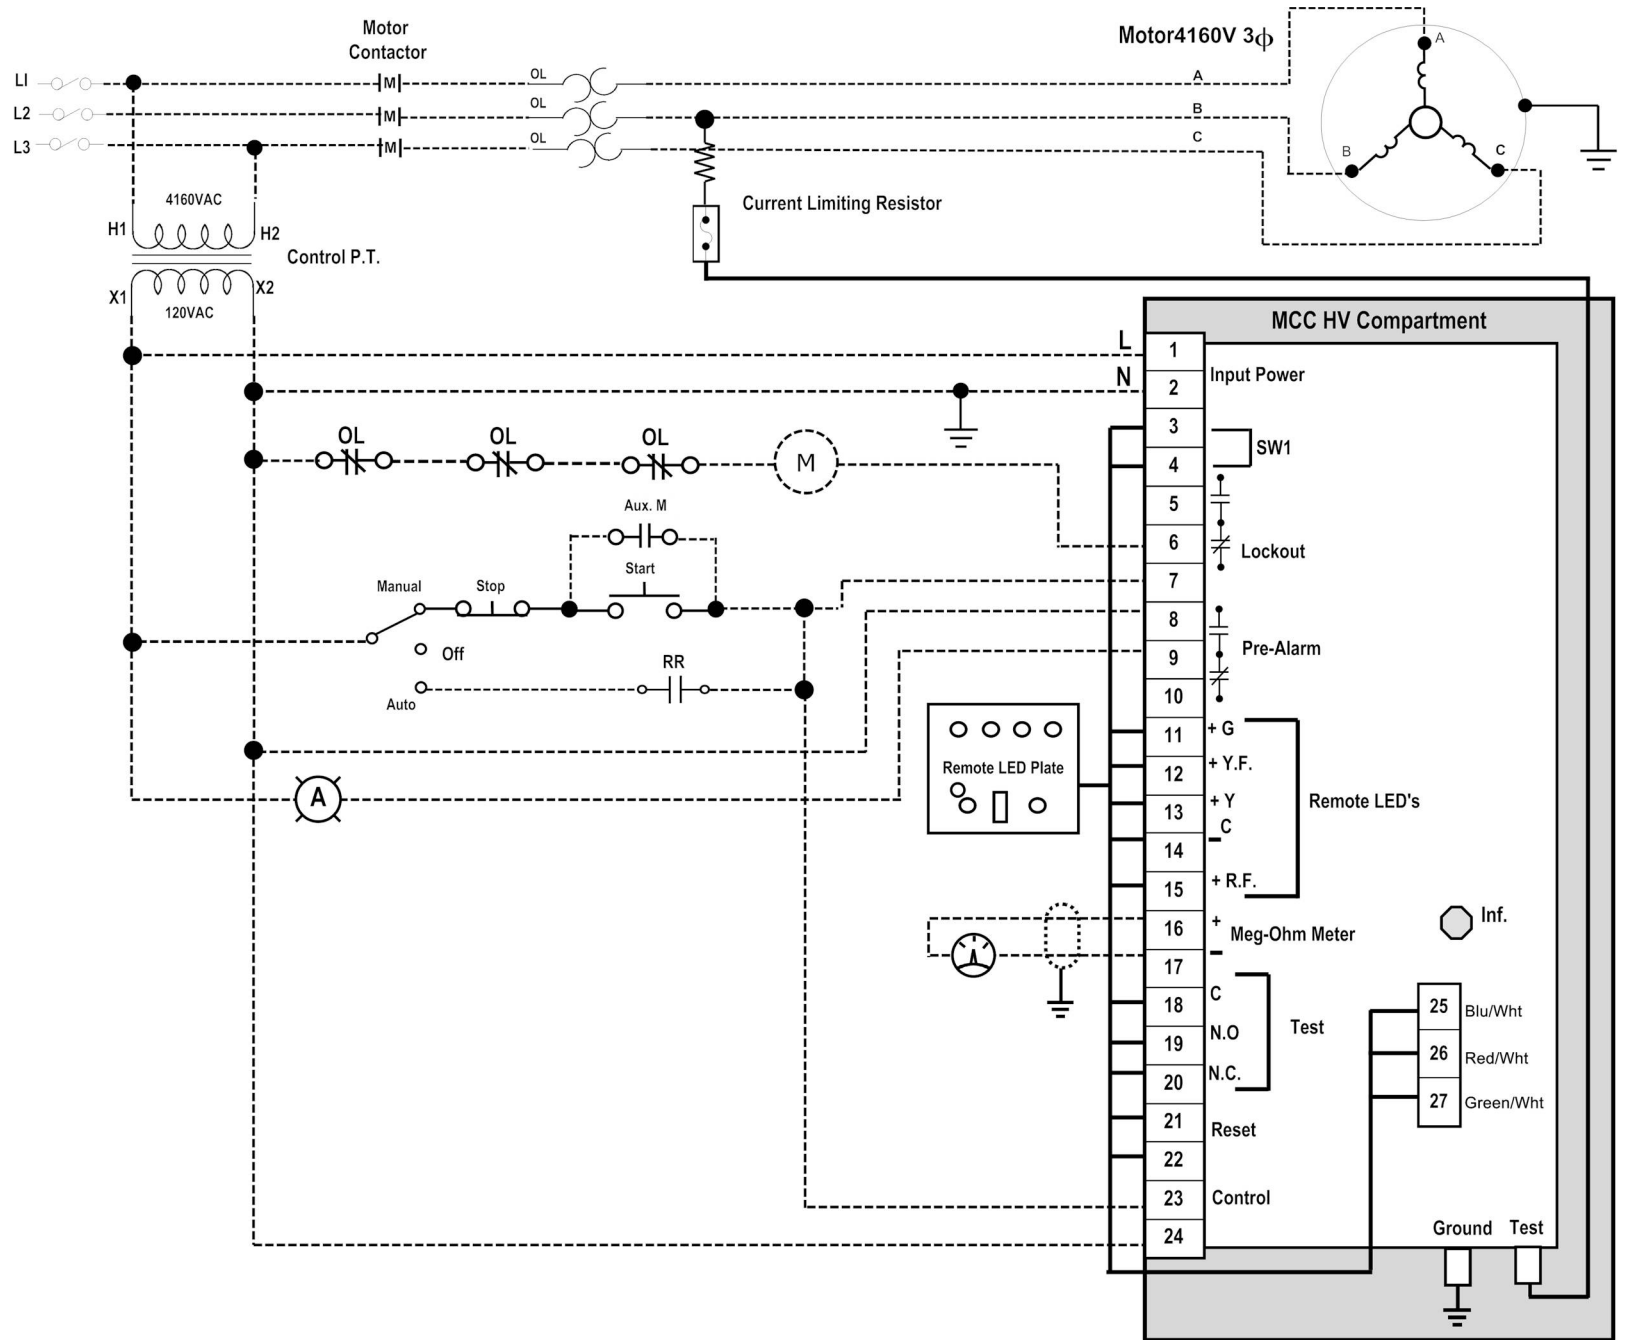 Motor
Contactor
Motor4160V 3ϕ
A
LI
M
OL
A
L2
M
OL
B
L3
M
OL
C
B
C
4160VAC
H1
H2
Control P.T.
X1
X2
120VAC
Current Limiting Resistor
MCC HV Compartment
L
1
N
2
Input Power
3
4
SW1
OL
OL
OL
M
5
6
Lockout
7
Aux. M
Start
Manual
Stop
Off
RR
Auto
8
9
Pre-Alarm
10
11
+ G
12
+ Y.F.
13
+ Y
C
14
-
15
+ R.F.
Remote LED's
Remote LED Plate
A
16
+
Meg-Ohm Meter
17
-
18
C
19
N.O
20
N.C.
Test
21
Reset
22
23
Control
24
Inf.
25
Blu/Wht
26
Red/Wht
27
Green/Wht
Ground
Test